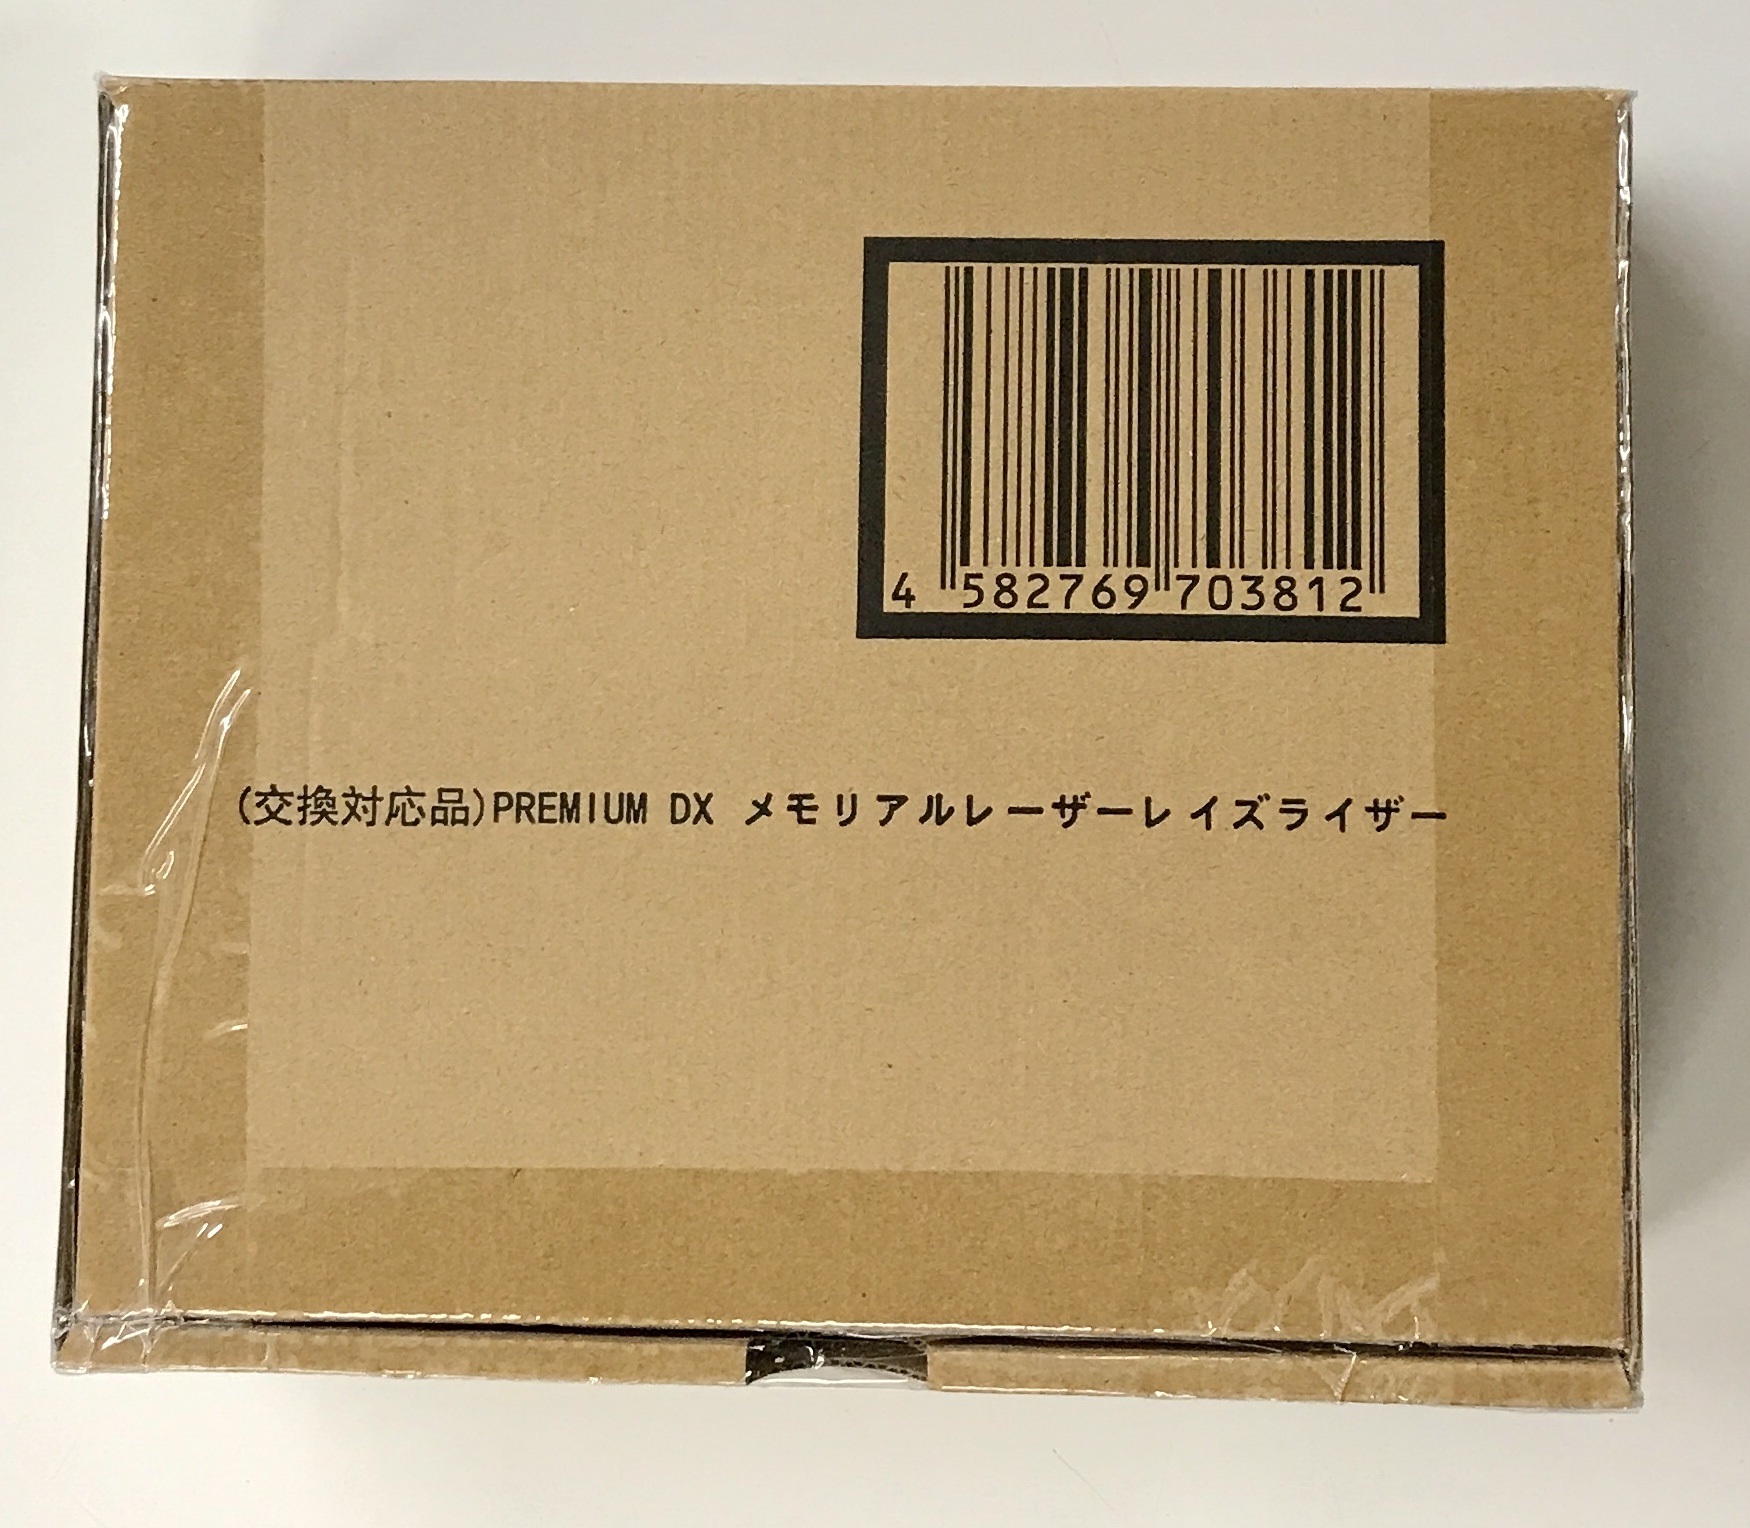 4 582769 703812
(交換対応品)PREMIUM DX メモリアルレーザーレイズライザー